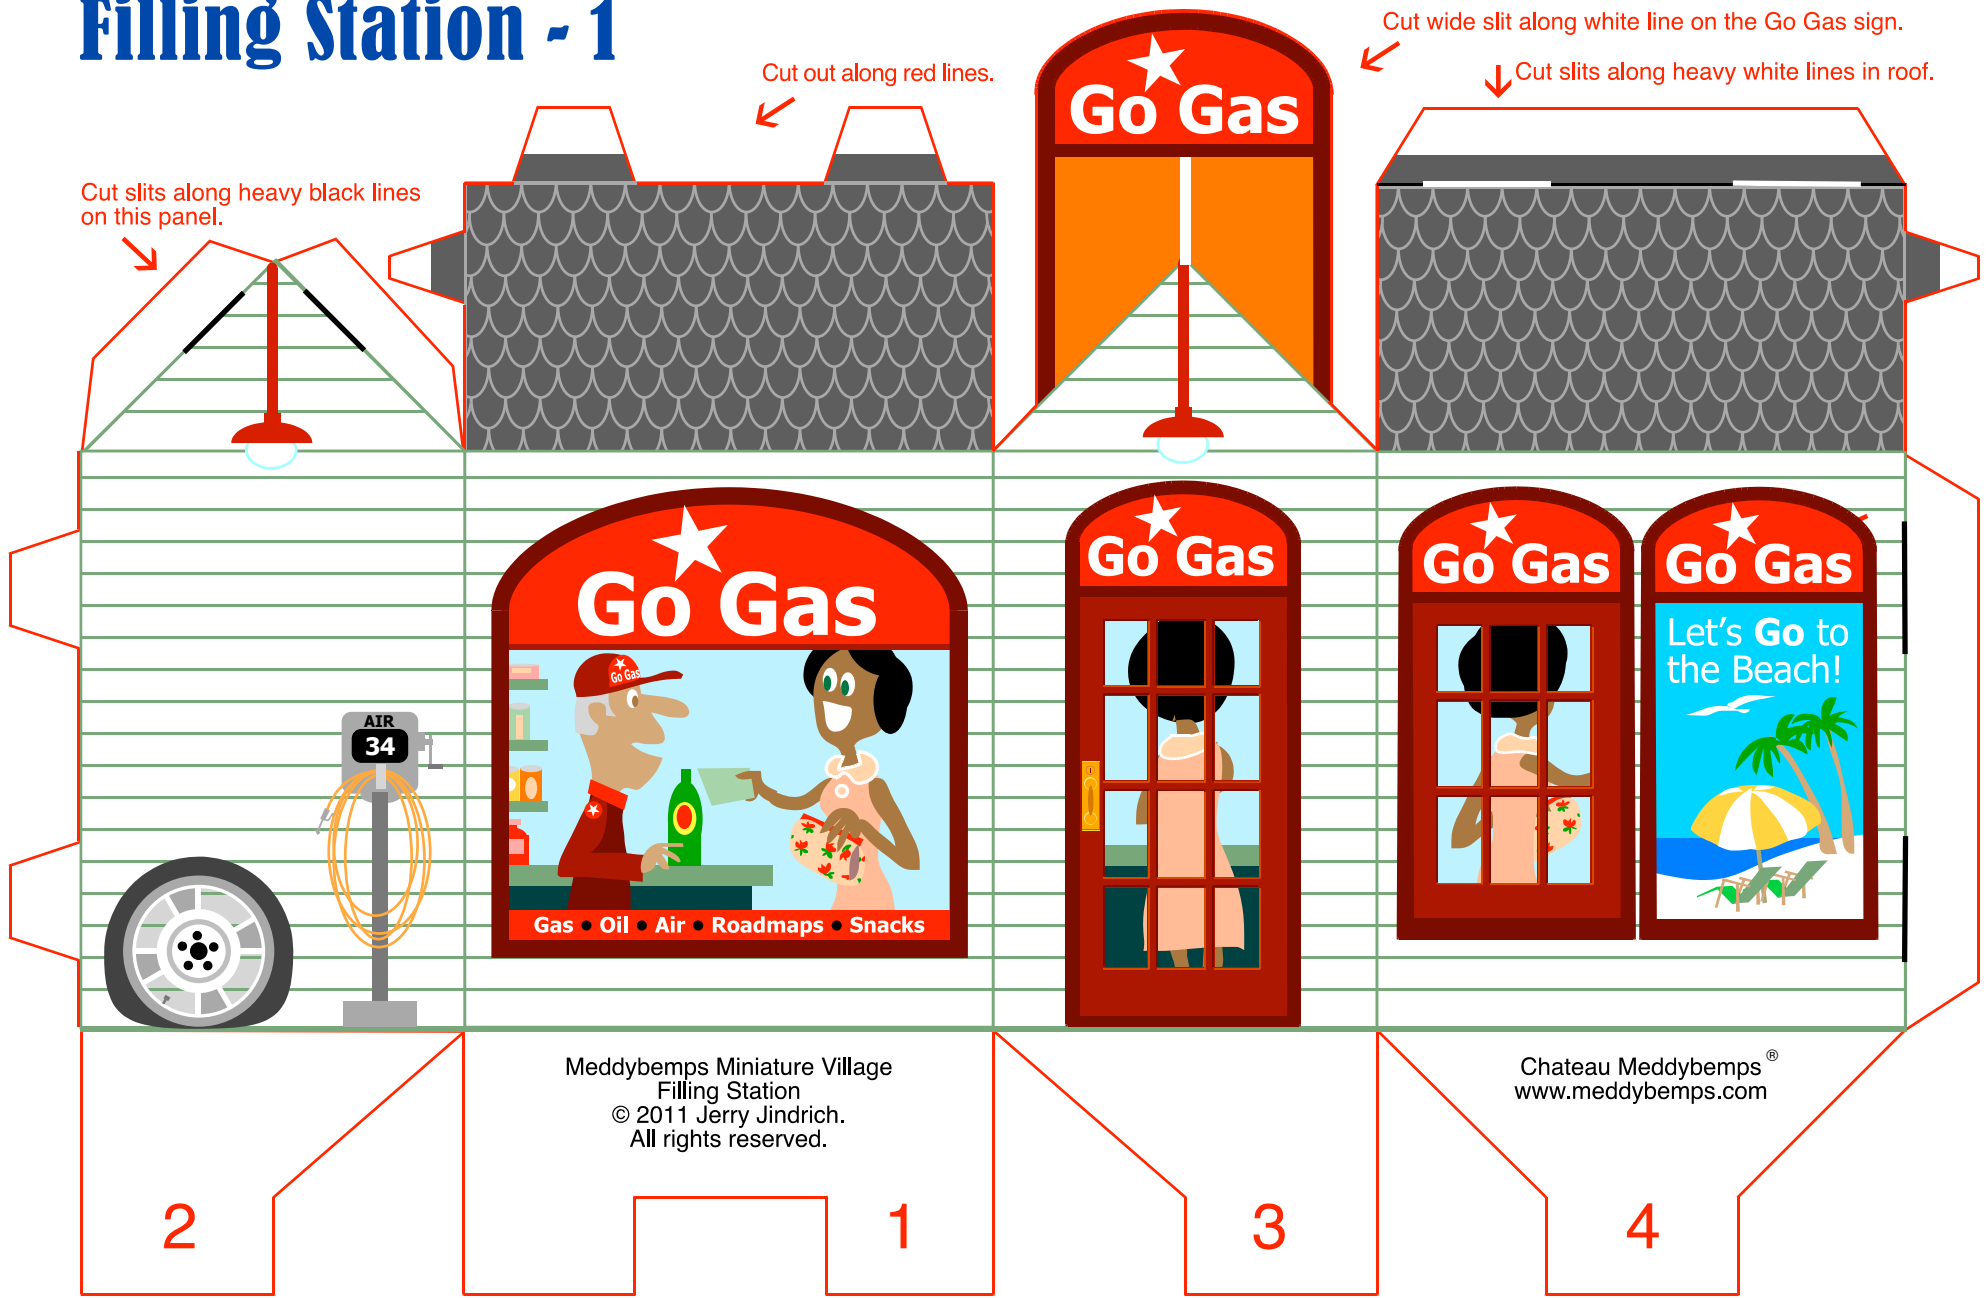 Filling Station - 1
Cut wide slit along white line on the Go Gas sign.
Cut out along red lines.
Cut slits along heavy white lines in roof.
Go Gas
Cut slits along heavy black lines
on this panel.
Go Gas
Go Gas
Go Gas
Go Gas
Let's Go to
the Beach!
Go Gas
AIR
34
Gas • Oil • Air • Roadmaps • Snacks
Meddybemps Miniature Village
Filling Station
© 2011 Jerry Jindrich.
All rights reserved.
Chateau Meddybemps ®
www.meddybemps.com
2
1
3
4